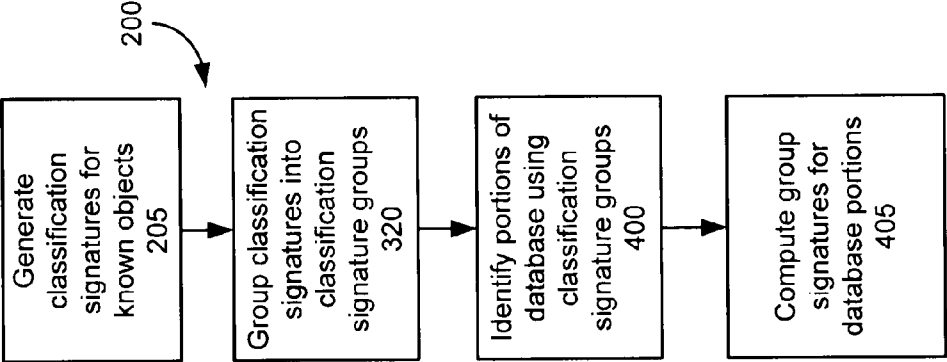 200
Generate
classification
signatures for
known objects
205
Group classification
signatures into
classification
signature groups
320
Identify portions of
database using
classification
signature groups
400
Compute group
signatures for
database portions
405